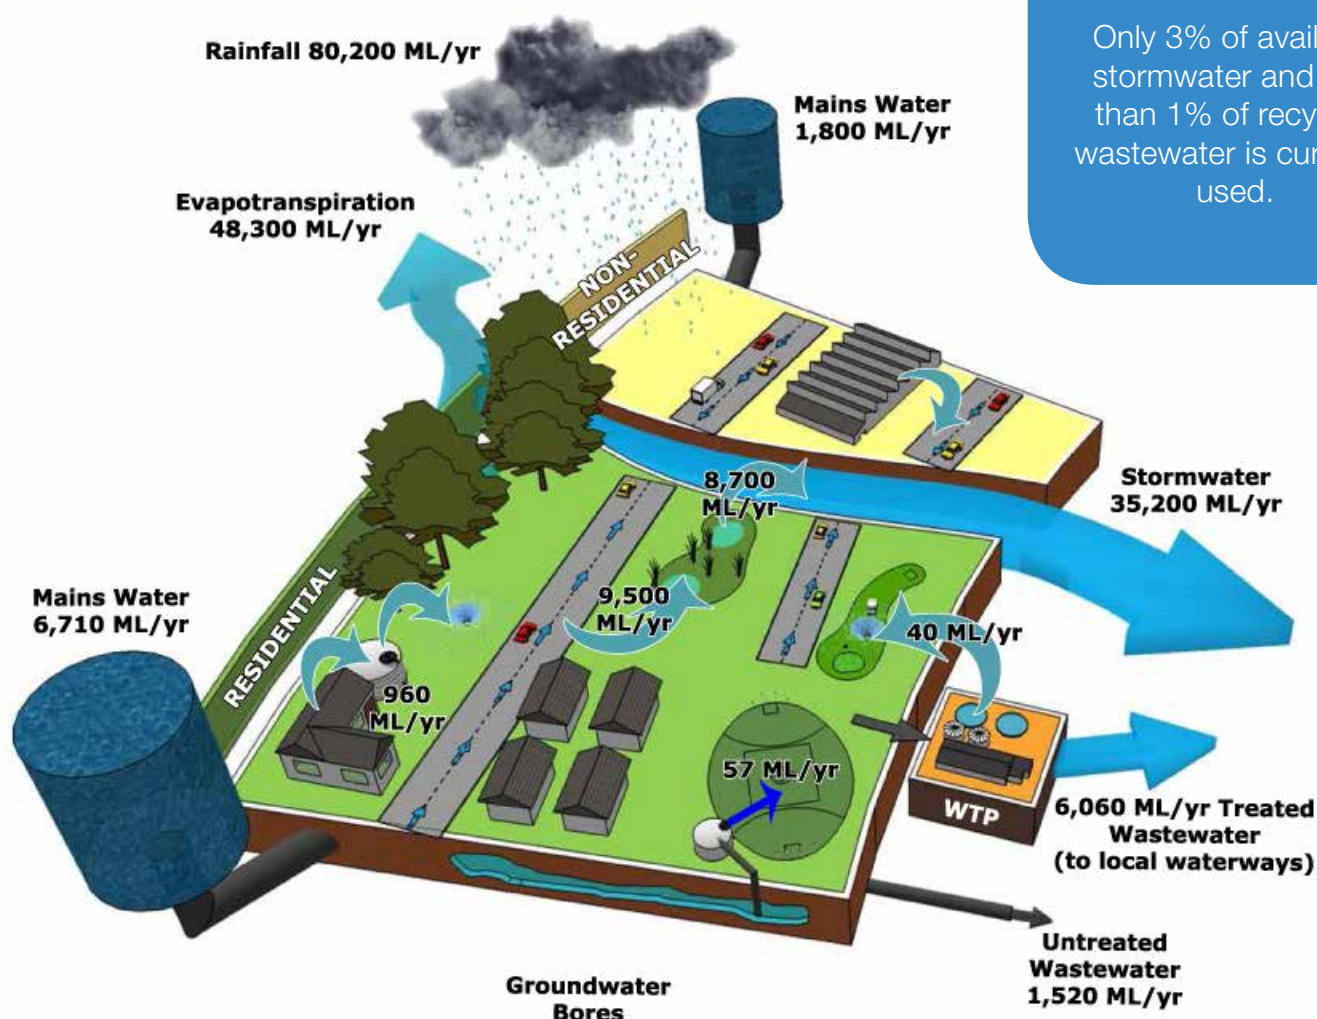 Rainfall 80,200 ML/yr
Mains Water
1,800 ML/yr
Only 3% of avail
stormwater and
than 1% of recy
wastewater is cur
used.
Evapotranspiration
48,300 ML/yr
NON-
RESIDENTIAL
8,700
ML/yr
Stormwater
35,200 ML/yr
Mains Water
6,710 ML/yr
RESIDENTIAL
9,500
ML/yr
40 ML/yr
960
ML/yr
57 ML/yr
WTP
6,060 ML/yr Treated
Wastewater
(to local waterways)
Untreated
Wastewater
1,520 ML/yr
Groundwater
Bores